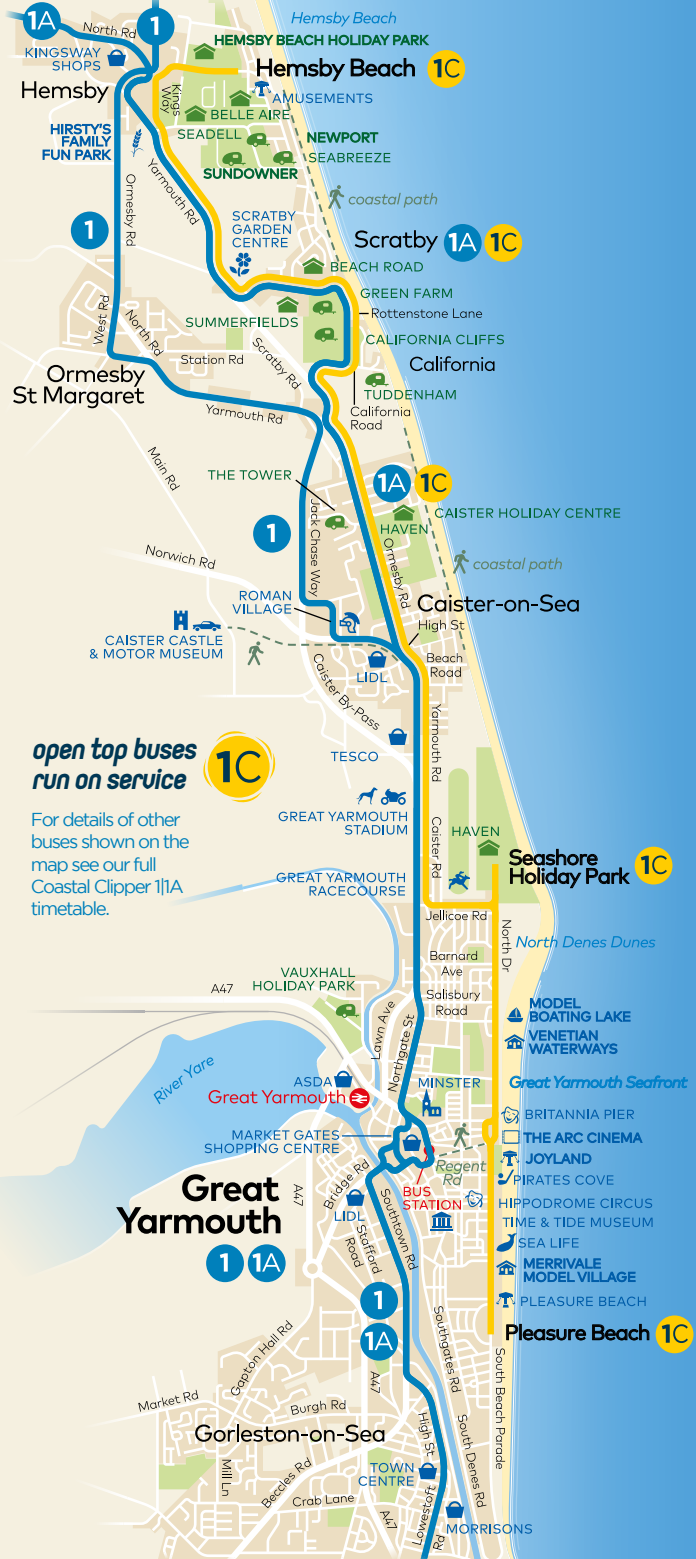 1A
North Rd
1
Hemsby Beach
KINGSWAY
SHOPS
HEMSBY BEACH HOLIDAY PARK
Hemsby Beach 1C
Hemsby
Kings
Way
AMUSEMENTS
BELLE AIRE
HIRSTY'S
FAMILY
FUN PARK
SEADELL
NEWPORT
SEABREEZE
SUNDOWNER
Yarmouth Rd
Ormesby Rd
coastal path
1
SCRATBY
GARDEN
CENTRE
Scratby 1A 1C
BEACH ROAD
GREEN FARM
Rottenstone Lane
SUMMERFIELDS
West Rd
North Rd
Station Rd
Scratby Rd
CALIFORNIA CLIFFS
California
Ormesby
St Margaret
TUDDENHAM
California
Road
Yarmouth Rd
Main Rd
THE TOWER
1A 1C
Jack Chase Way
CAISTER HOLIDAY CENTRE
HAVEN
1
Ormesby Rd
Norwich Rd
coastal path
ROMAN
VILLAGE
Caister-on-Sea
High St
CAISTER CASTLE
& MOTOR MUSEUM
Beach
Road
LIDL
Caister By-Pass
Yarmouth Rd
open top buses
run on service
1C
TESCO
For details of other
buses shown on the
map see our full
Coastal Clipper 1|1A
timetable.
GREAT YARMOUTH
STADIUM
Caister Rd
HAVEN
Seashore
Holiday Park 1C
GREAT YARMOUTH
RACECOURSE
Jellicoe Rd
North Dr
North Denes Dunes
Barnard
Ave
VAUXHALL
HOLIDAY PARK
A47
Salisbury
Road
Lawn Ave
Northgate St
MODEL
BOATING LAKE
VENETIAN
WATERWAYS
River Yare
ASDA
Great Yarmouth
MINSTER
Great Yarmouth Seafront
BRITANNIA PIER
MARKET GATES
SHOPPING CENTRE
THE ARC CINEMA
JOYLAND
Regent
Rd
PIRATES COVE
BUS
STATION
Great
Yarmouth
1 1A
A47
Bridge Rd
LIDL
Stafford
Road
Southtown Rd
HIPPODROME CIRCUS
TIME & TIDE MUSEUM
SEA LIFE
MERRIVALE
MODEL VILLAGE
PLEASURE BEACH
1
1A
Pleasure Beach 1C
Southgates Rd
South Beach Parade
Gapton Hall Rd
A47
Market Rd
Burgh Rd
Gorleston-on-Sea
High St
South Denes Rd
Mill Ln
Beccles Rd
Crab Lane
TOWN
CENTRE
A47
Lowestoft
Rd
MORRISONS